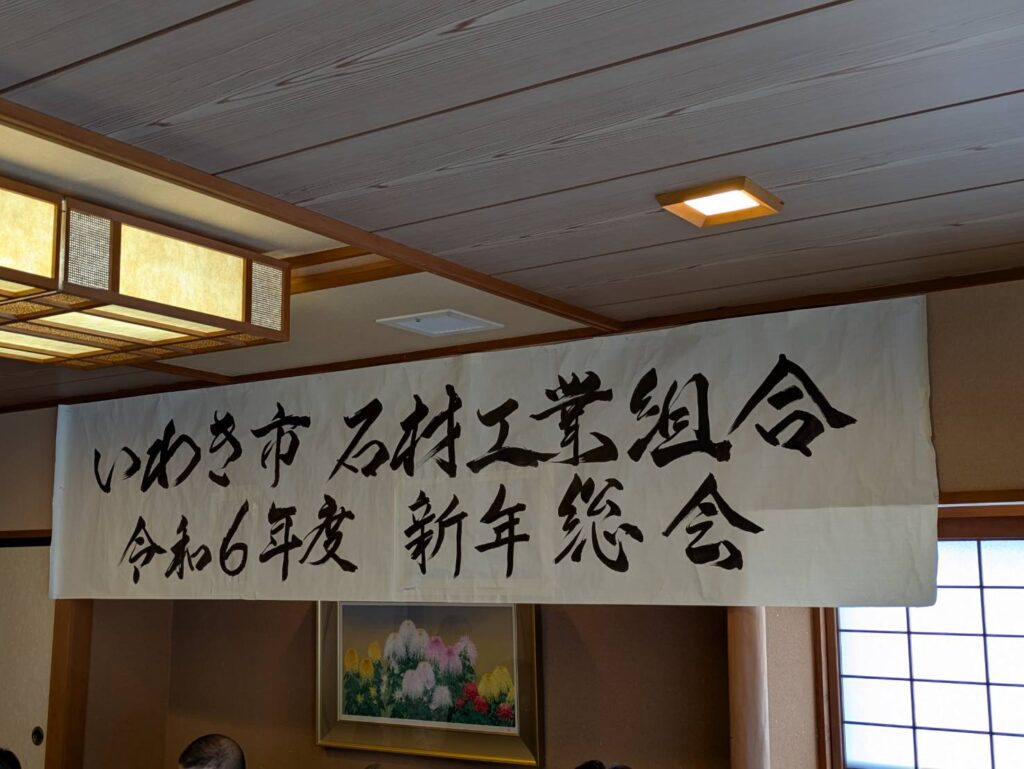 いわき市 石材工業組合
令和6年度 新年総会